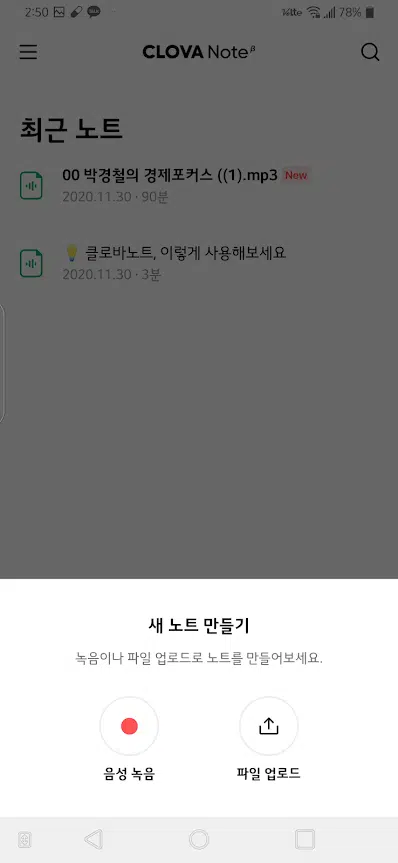 2:50 VoLTE 78%
CLOVA Note β
최근 노트
00 박경철의 경제포커스 ((1).mp3 New
2020.11.30 · 90분
💡 클로바노트, 이렇게 사용해보세요
2020.11.30 · 3분
새 노트 만들기
녹음이나 파일 업로드로 노트를 만들어보세요.
음성 녹음 파일 업로드